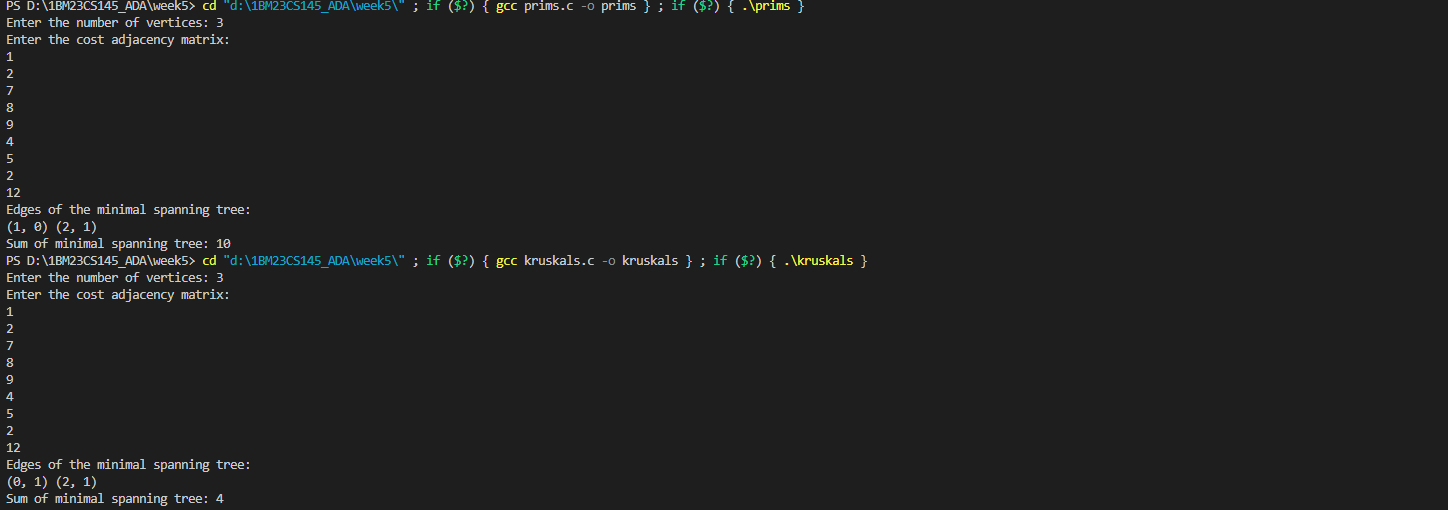 PS D:\1BM23CS145_ADA\week5> cd "d:\1BM23CS145_ADA\week5\" ; if ($?) { gcc prims.c -o prims } ; if ($?) { .\prims }
Enter the number of vertices: 3
Enter the cost adjacency matrix:
1
2
7
8
9
4
5
2
12
Edges of the minimal spanning tree:
(1, 0) (2, 1)
Sum of minimal spanning tree: 10
PS D:\1BM23CS145_ADA\week5> cd "d:\1BM23CS145_ADA\week5\" ; if ($?) { gcc kruskals.c -o kruskals } ; if ($?) { .\kruskals }
Enter the number of vertices: 3
Enter the cost adjacency matrix:
1
2
7
8
9
4
5
2
12
Edges of the minimal spanning tree:
(0, 1) (2, 1)
Sum of minimal spanning tree: 4